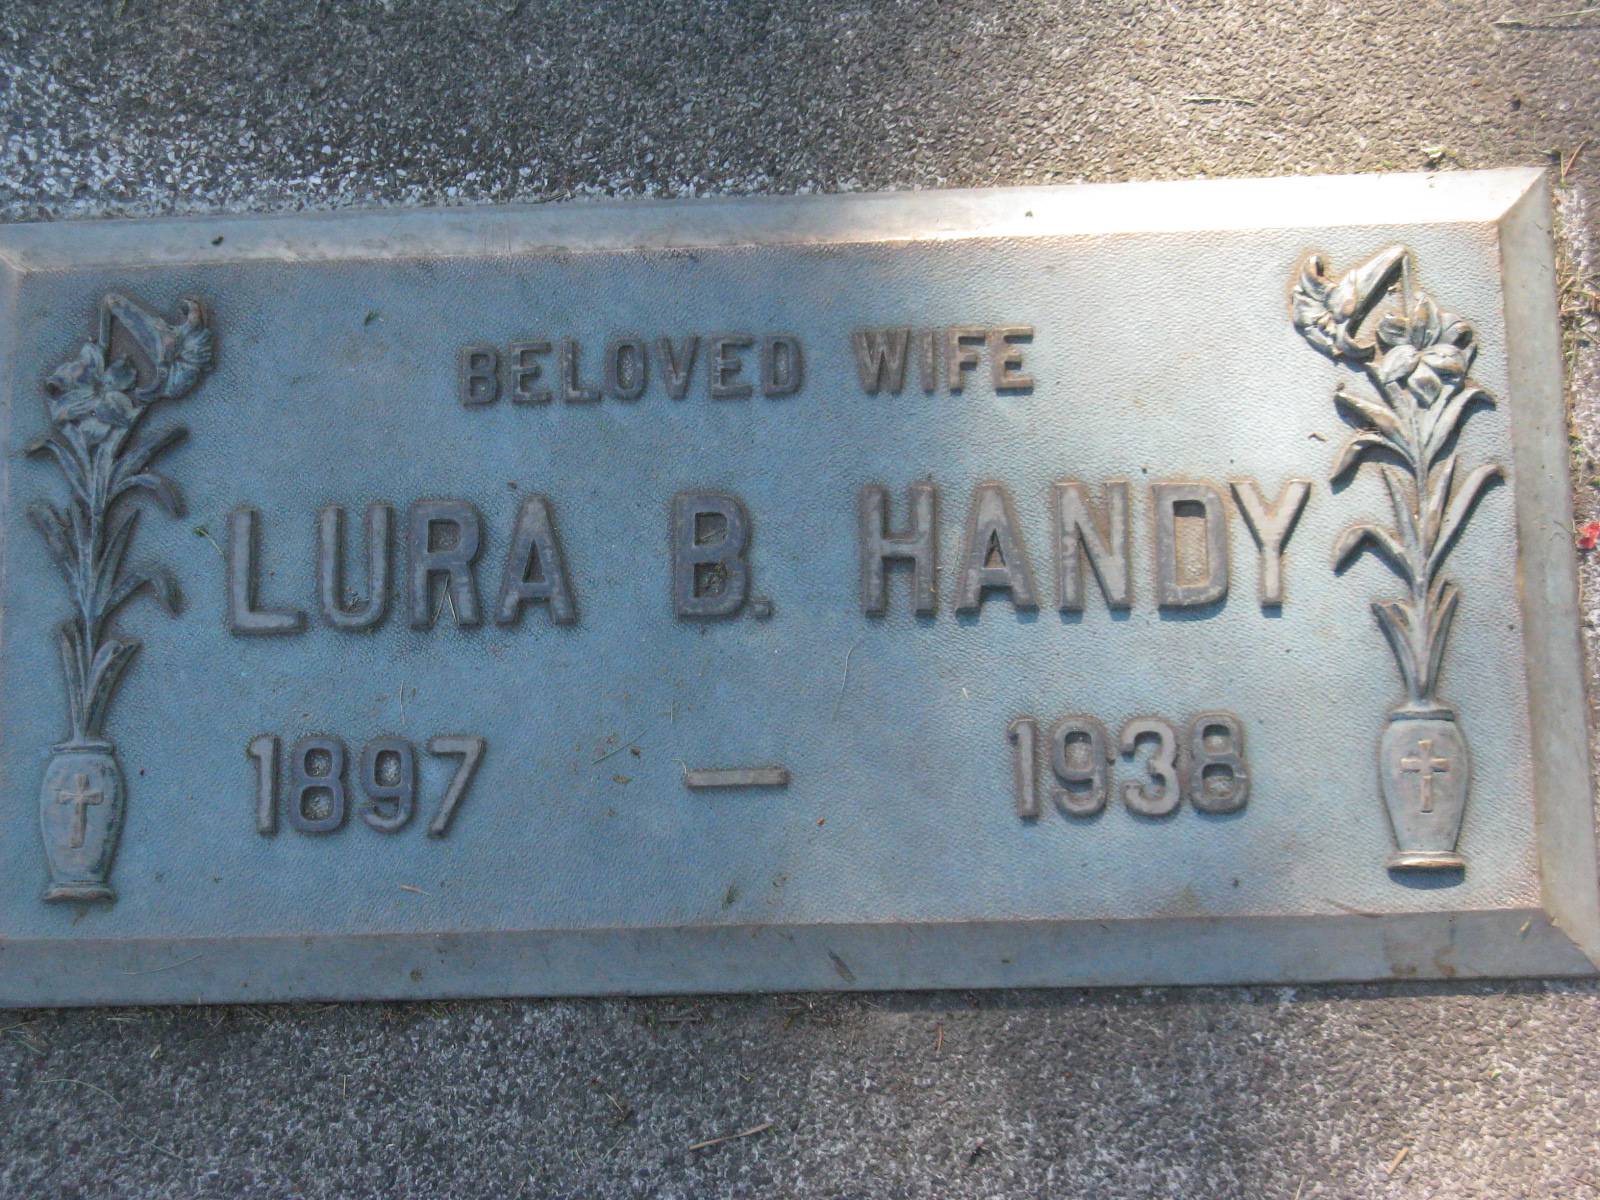 BELOVED WIFE
LURA B. HANDY
1897 — 1938